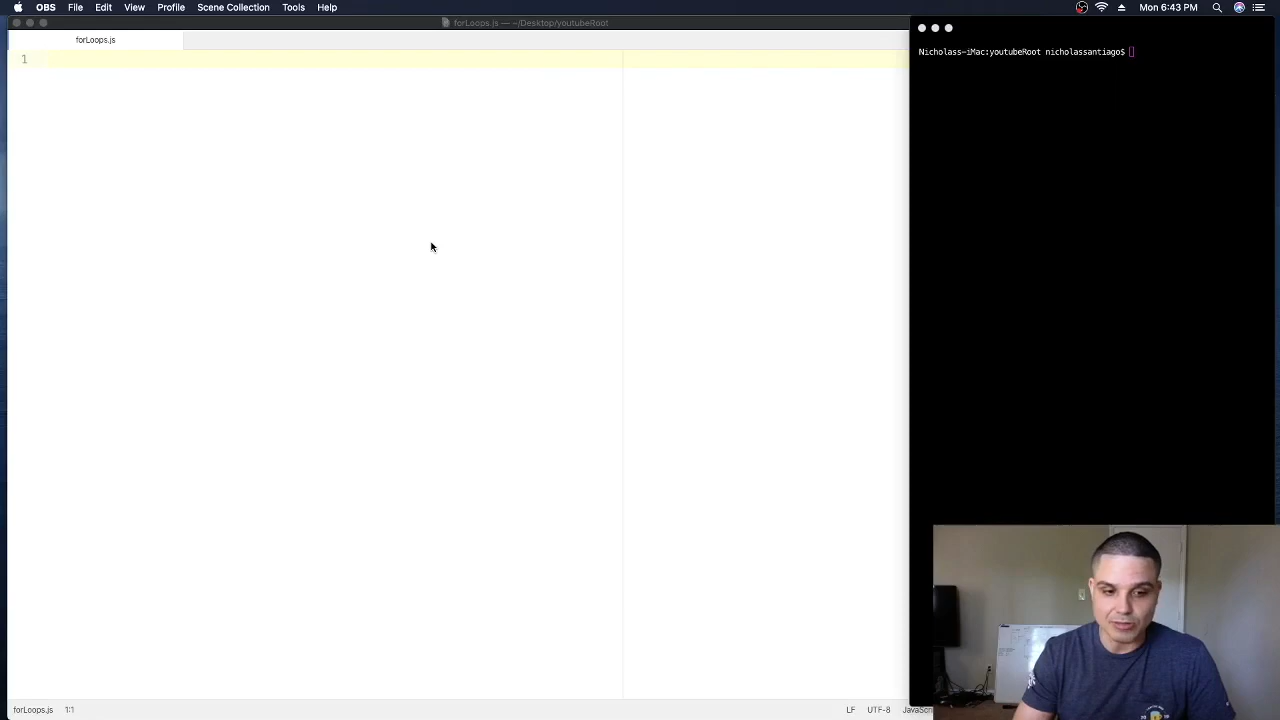 OBS File Edit View Profile Scene Collection Tools Help Mon 6:43 PM
forLoops.js — ~/Desktop/youtubeRoot
forLoops.js
1
Nicholass-iMac:youtubeRoot nicholassantiago$
forLoops.js 1:1 LF UTF-8 JavaScri